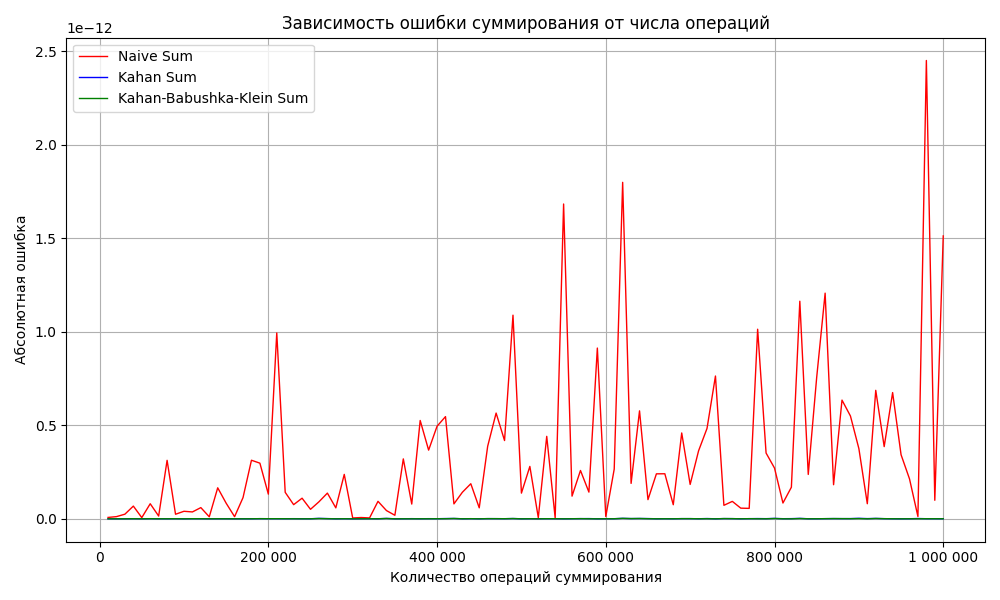 Зависимость ошибки суммирования от числа операций
1e−12
Naive Sum
Kahan Sum
Kahan-Babushka-Klein Sum
2.5
2.0
1.5
1.0
0.5
0.0
Абсолютная ошибка
0
200 000
400 000
600 000
800 000
1 000 000
Количество операций суммирования